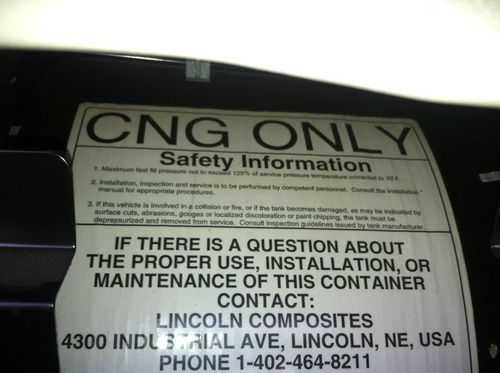 CNG ONLY
Safety Information
1. Maximum fast fill pressure not to exceed 125% of service pressure temperature corrected to 70 F.
2. Installation, inspection and service is to be performed by competent personnel. Consult the installation
manual for appropriate procedures.
3. If this vehicle is involved in a collision or fire, or if the tank becomes damaged, as may be indicated by
surface cuts, abrasions, gouges or localized discoloration or paint chipping, the tank must be
depressurized and removed from service. Consult inspection guidelines issued by tank manufacturer.
IF THERE IS A QUESTION ABOUT
THE PROPER USE, INSTALLATION, OR
MAINTENANCE OF THIS CONTAINER
CONTACT:
LINCOLN COMPOSITES
4300 INDUSTRIAL AVE, LINCOLN, NE, USA
PHONE 1-402-464-8211